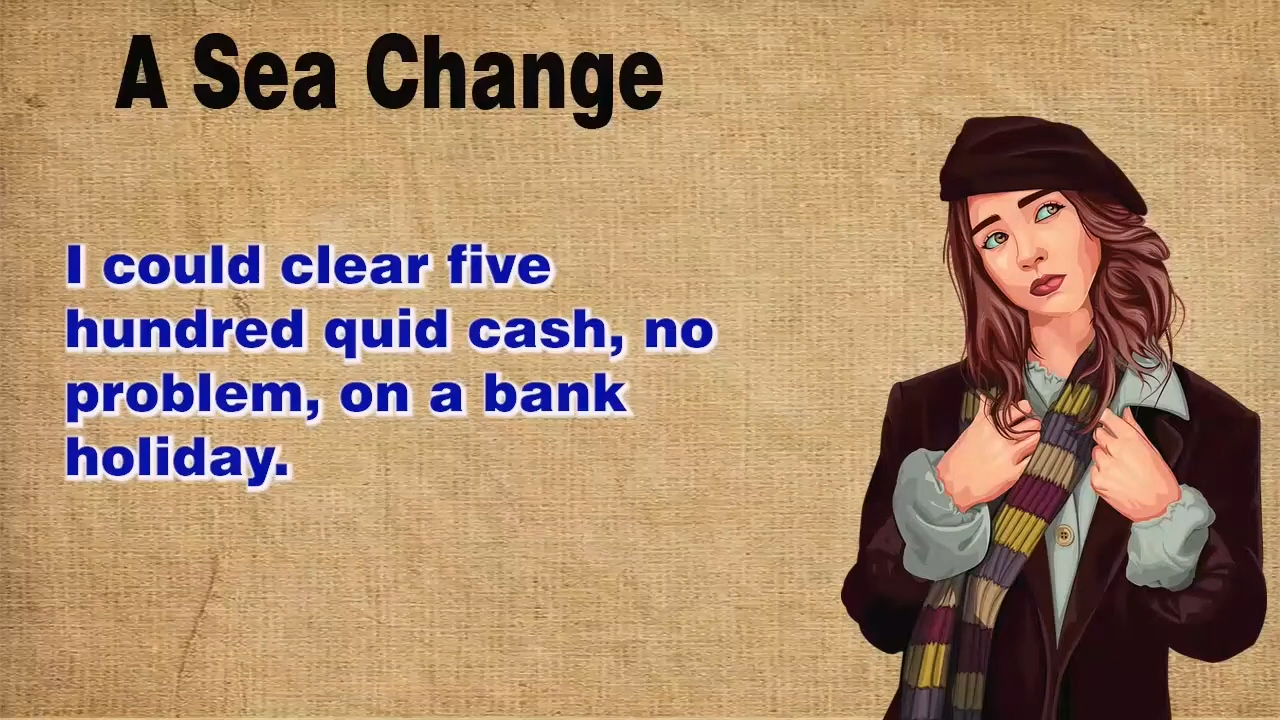 A Sea Change
I could clear five
hundred quid cash, no
problem, on a bank
holiday.